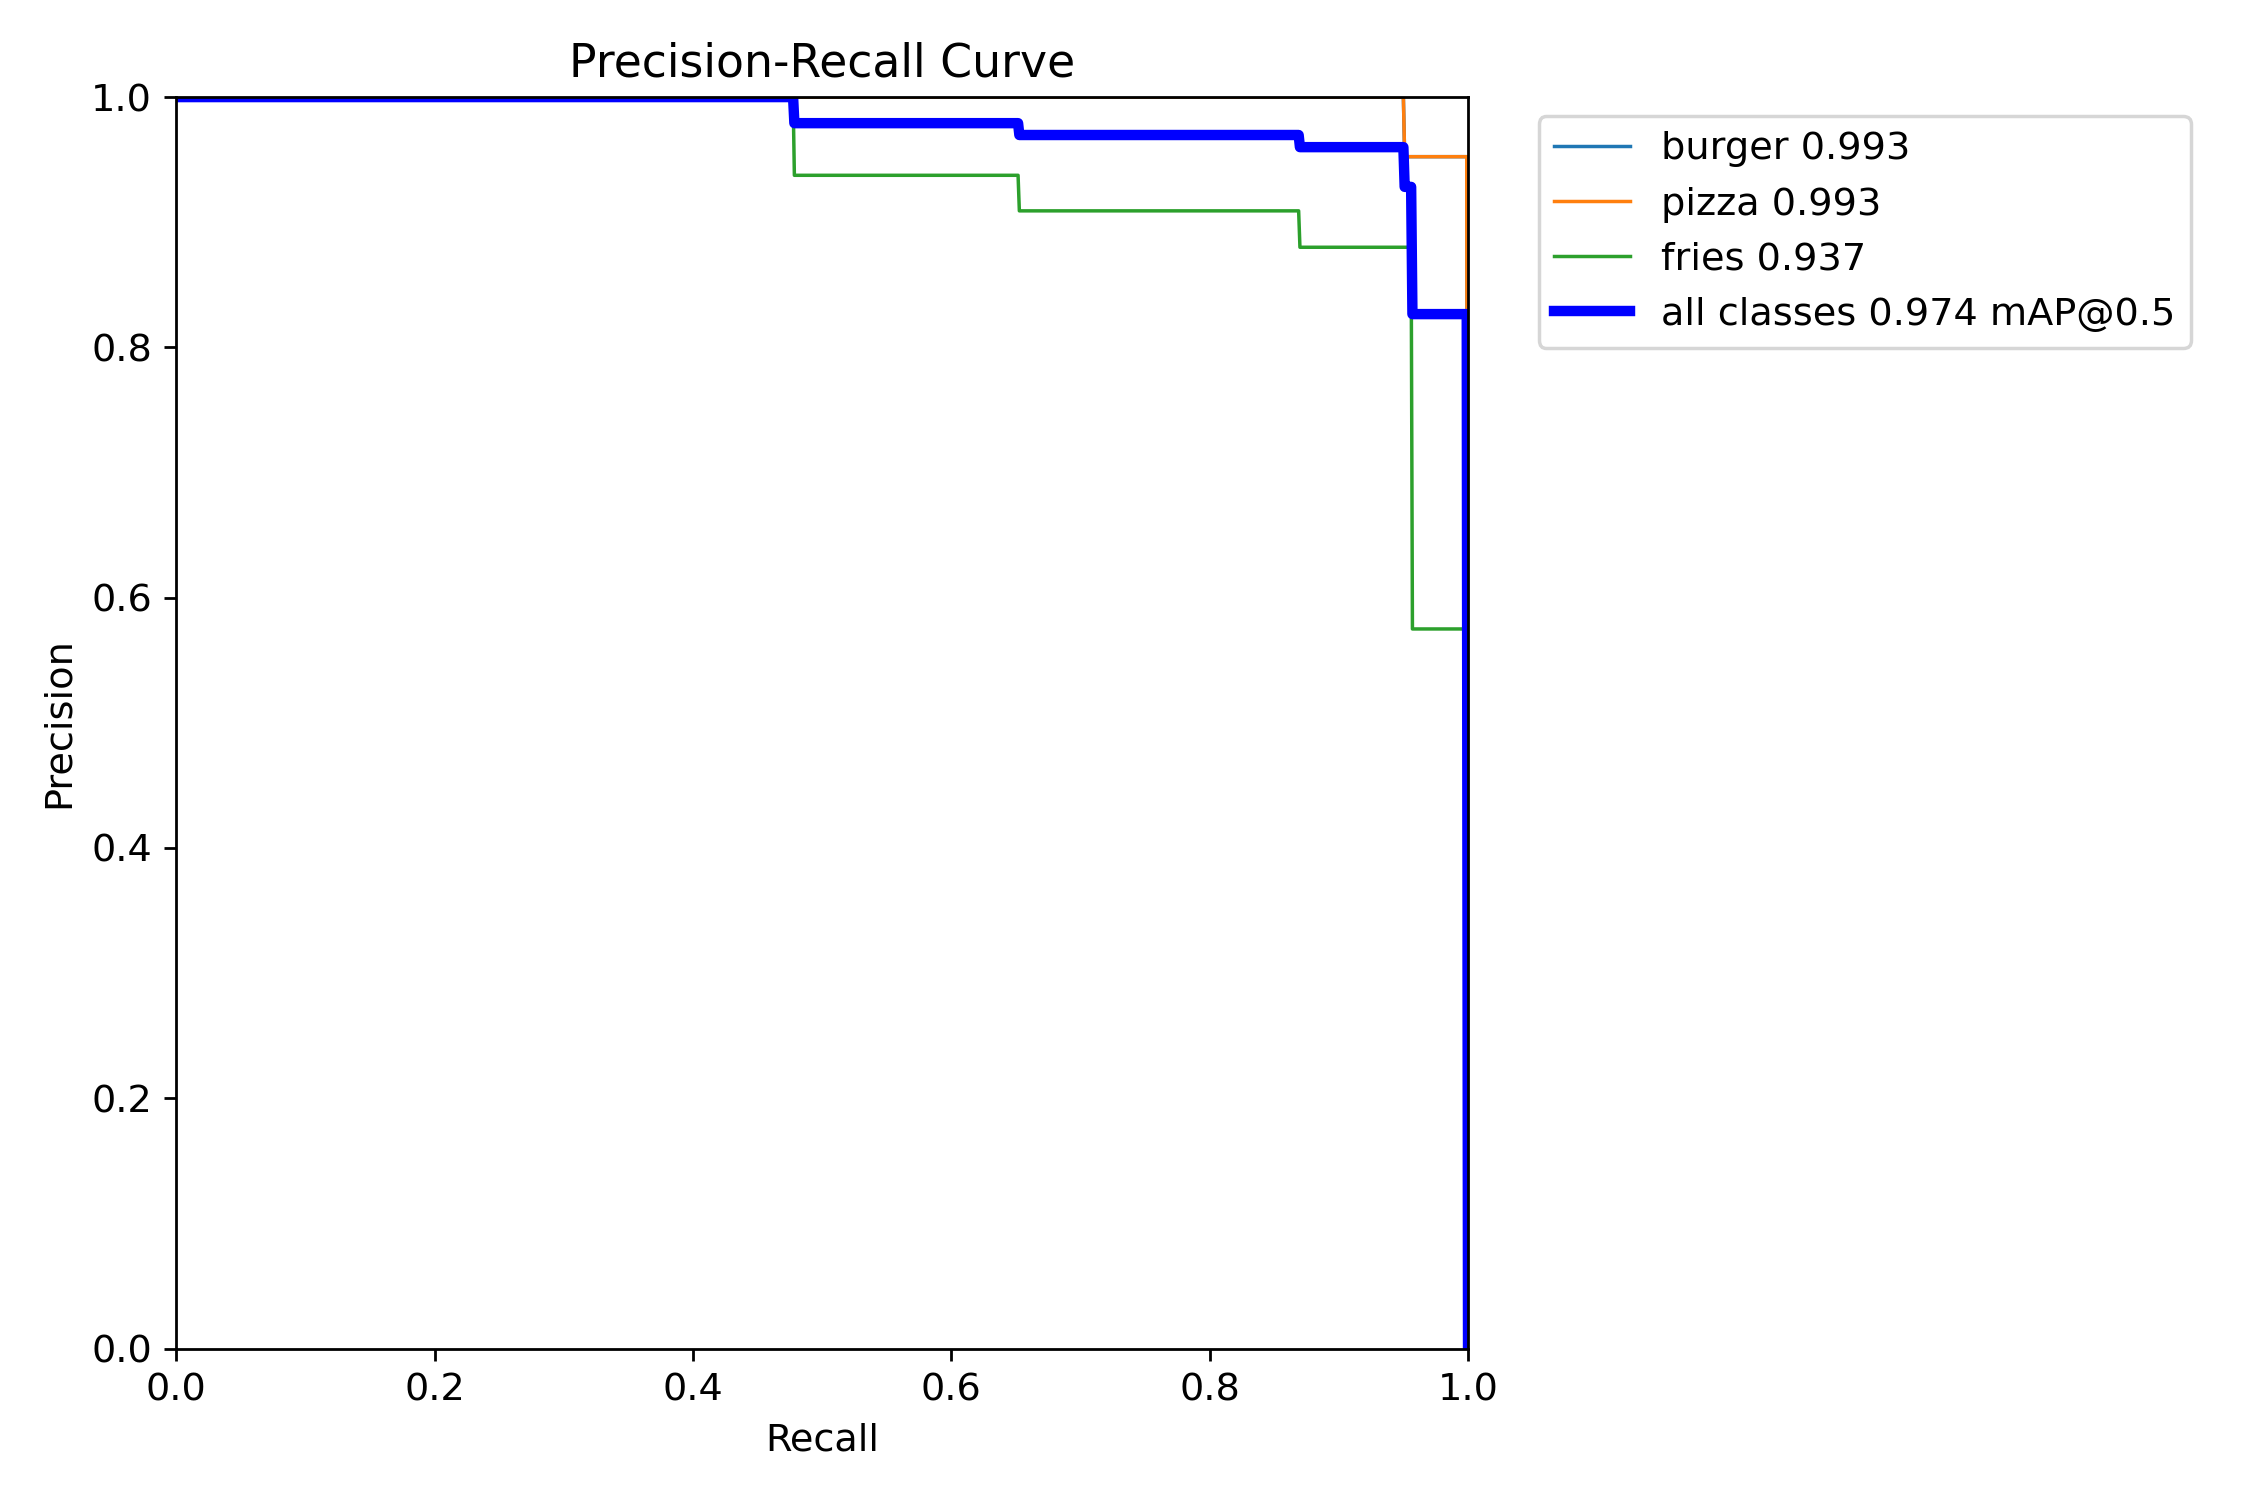 Precision-Recall Curve
1.0
0.8
0.6
0.4
0.2
0.0
Precision
0.0 0.2 0.4 0.6 0.8 1.0
Recall
burger 0.993
pizza 0.993
fries 0.937
all classes 0.974 mAP@0.5